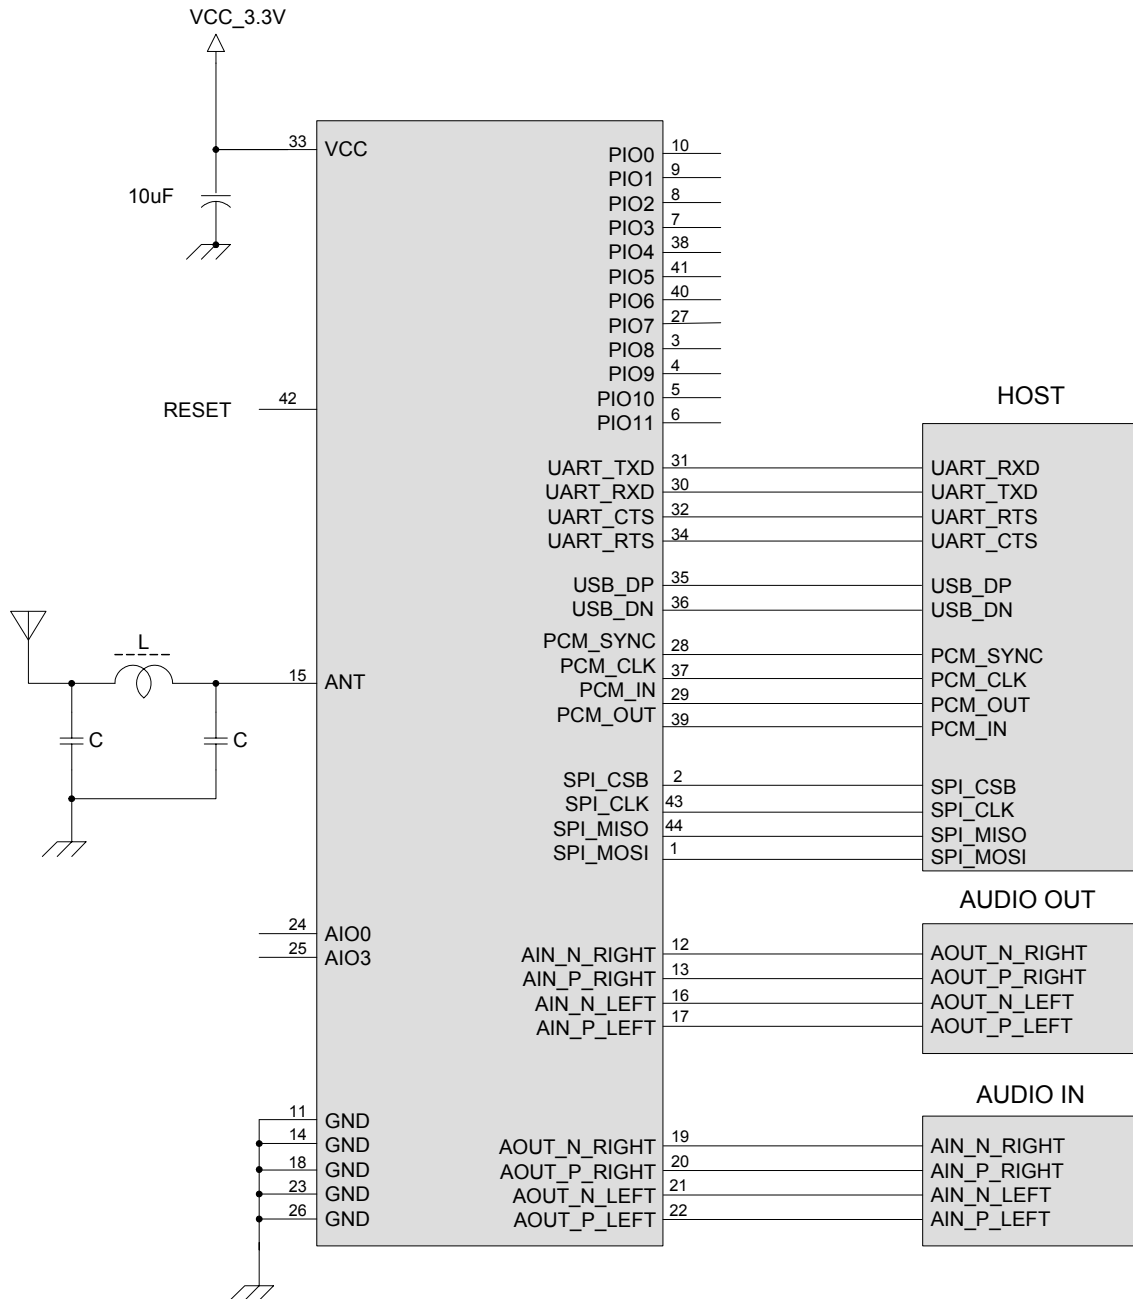 VCC_3.3V
33 VCC
10uF
PIO0 10
PIO1 9
PIO2 8
PIO3 7
PIO4 38
PIO5 41
PIO6 40
PIO7 27
PIO8 3
PIO9 4
PIO10 5
PIO11 6
RESET 42
HOST
UART_TXD 31 UART_RXD
UART_RXD 30 UART_TXD
UART_CTS 32 UART_RTS
UART_RTS 34 UART_CTS
USB_DP 35 USB_DP
USB_DN 36 USB_DN
PCM_SYNC 28 PCM_SYNC
PCM_CLK 37 PCM_CLK
PCM_IN 29 PCM_OUT
PCM_OUT 39 PCM_IN
L
15 ANT
C C
SPI_CSB 2 SPI_CSB
SPI_CLK 43 SPI_CLK
SPI_MISO 44 SPI_MISO
SPI_MOSI 1 SPI_MOSI
24 AIO0
25 AIO3
AUDIO OUT
AIN_N_RIGHT 12 AOUT_N_RIGHT
AIN_P_RIGHT 13 AOUT_P_RIGHT
AIN_N_LEFT 16 AOUT_N_LEFT
AIN_P_LEFT 17 AOUT_P_LEFT
AUDIO IN
11 GND
14 GND
18 GND
23 GND
26 GND
AOUT_N_RIGHT 19 AIN_N_RIGHT
AOUT_P_RIGHT 20 AIN_P_RIGHT
AOUT_N_LEFT 21 AIN_N_LEFT
AOUT_P_LEFT 22 AIN_P_LEFT